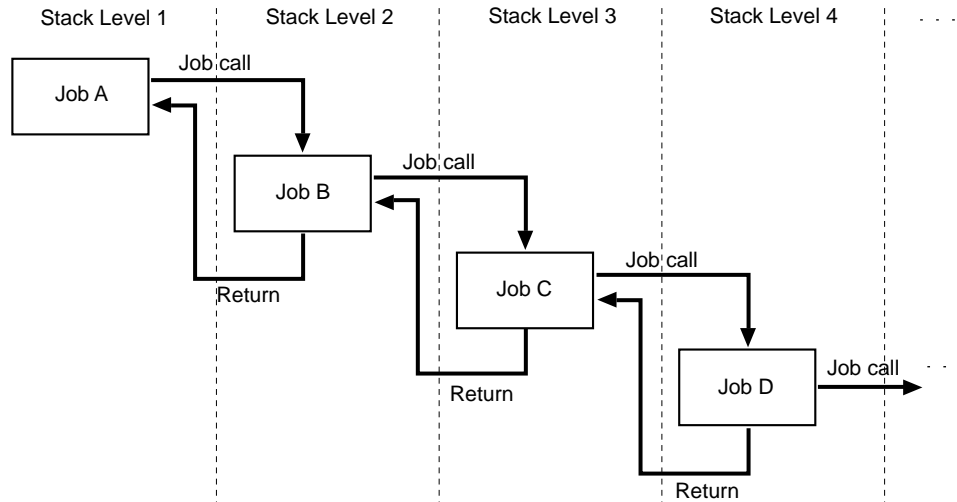 Stack Level 1
Stack Level 2
Stack Level 3
Stack Level 4
. . . .
Job call
Job A
Job call
Job B
Job call
Job C
Return
Job call
. . .
Job D
Return
Return